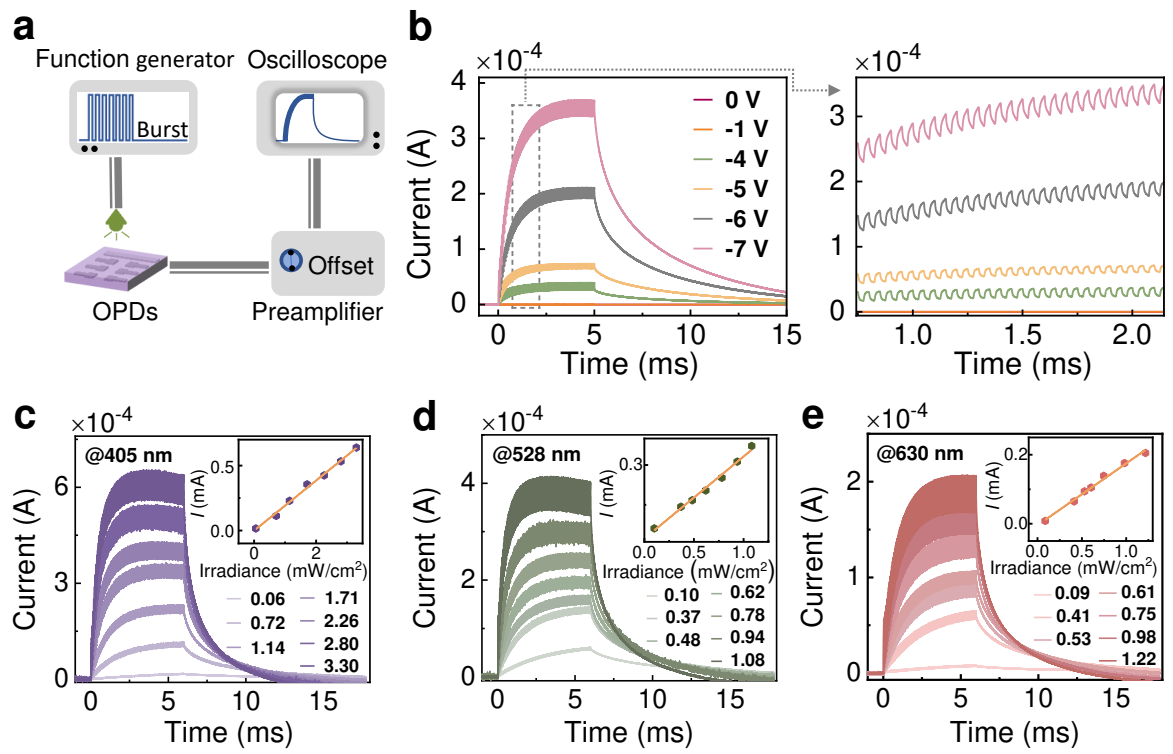 a
Function generator
Oscilloscope
Burst
OPDs
Offset
Preamplifier
b
×10⁻⁴
Current (A)
4
3
2
1
0
0 5 10 15
Time (ms)
0 V
-1 V
-4 V
-5 V
-6 V
-7 V
×10⁻⁴
3
2
1
0
1.0 1.5 2.0
Time (ms)
c
×10⁻⁴
@405 nm
Current (A)
6
3
0
0 5 10 15
Time (ms)
I (mA)
0.5
0.0
0 2
Irradiance (mW/cm²)
0.06 1.71
0.72 2.26
1.14 2.80
3.30
d
×10⁻⁴
@528 nm
Current (A)
4
2
0
0 5 10 15
Time (ms)
I (mA)
0.3
0.0 0.5 1.0
Irradiance (mW/cm²)
0.10 0.62
0.37 0.78
0.48 0.94
1.08
e
×10⁻⁴
@630 nm
Current (A)
2
1
0
0 5 10 15
Time (ms)
I (mA)
0.2
0.0
0.0 0.5 1.0
Irradiance (mW/cm²)
0.09 0.61
0.41 0.75
0.53 0.98
1.22